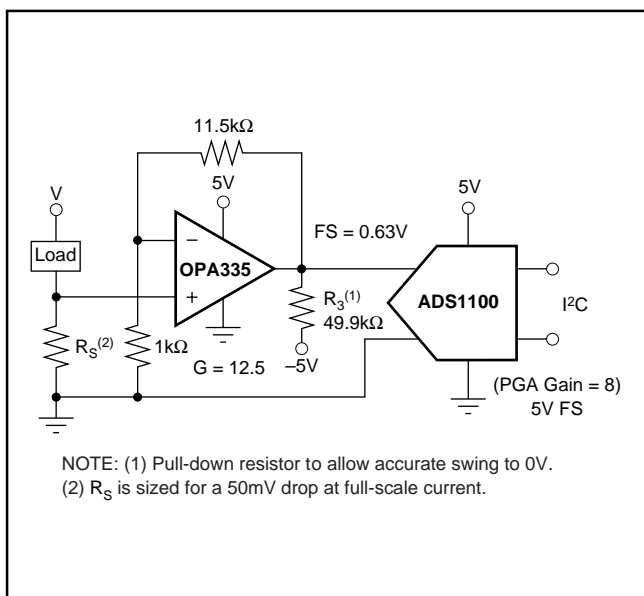 11.5kΩ
V
5V
5V
Load
FS = 0.63V
−
OPA335
+
ADS1100
R3(1)
49.9kΩ
I²C
RS(2)
1kΩ
G = 12.5
–5V
(PGA Gain = 8)
5V FS
NOTE: (1) Pull-down resistor to allow accurate swing to 0V.
(2) RS is sized for a 50mV drop at full-scale current.